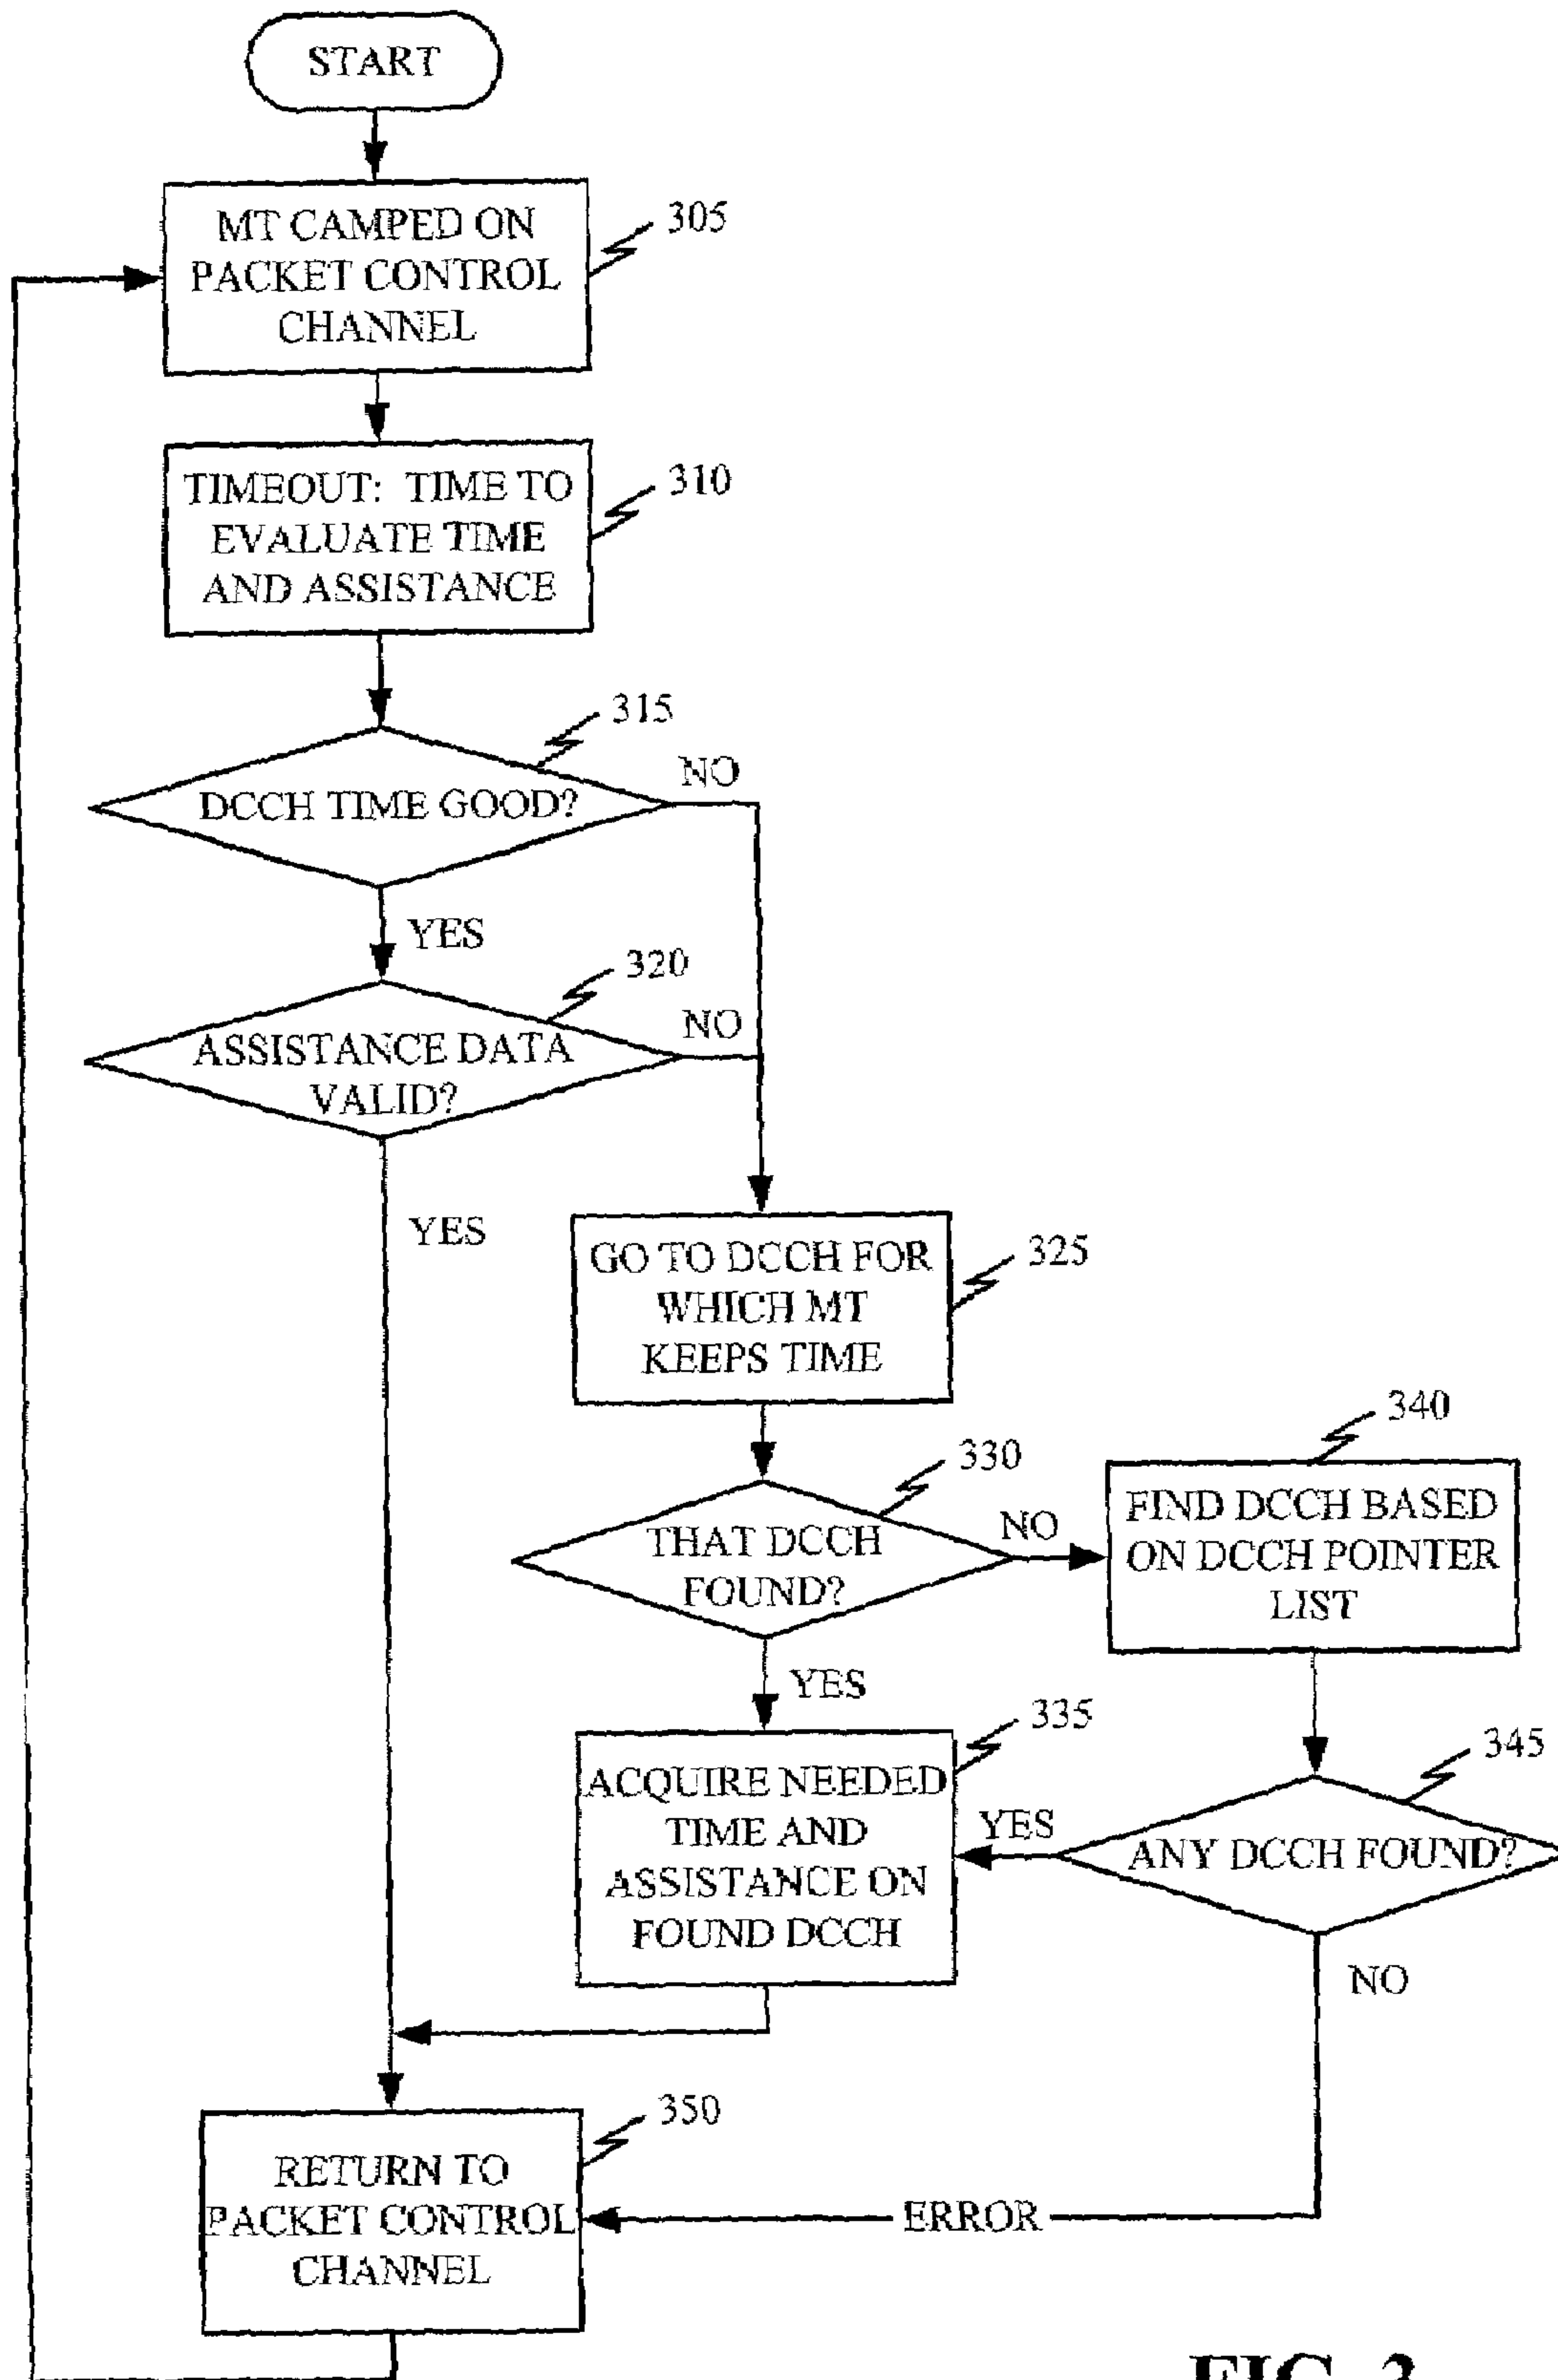 START
MT CAMPED ON
PACKET CONTROL
CHANNEL
305
TIMEOUT: TIME TO
EVALUATE TIME
AND ASSISTANCE
310
315
DCCH TIME GOOD?
NO
YES
320
ASSISTANCE DATA
VALID?
NO
YES
GO TO DCCH FOR
WHICH MT
KEEPS TIME
325
330
THAT DCCH
FOUND?
NO
YES
340
FIND DCCH BASED
ON DCCH POINTER
LIST
335
ACQUIRE NEEDED
TIME AND
ASSISTANCE ON
FOUND DCCH
345
ANY DCCH FOUND?
YES
NO
350
RETURN TO
PACKET CONTROL
CHANNEL
ERROR
FIG. 3